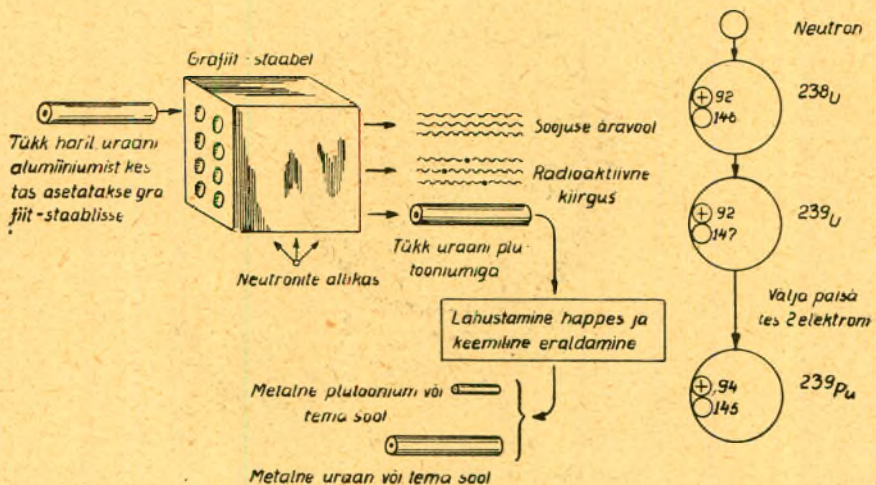 Grafiit-staabel
Tükk haril uraani
alumiiniumist kes
tas asetatakse gra
fiit-staablisse
Soojuse äravool
Radioaktiivne
kiirgus
Tükk uraani plu
tooniumiga
Neutronite allikas
Lahustamine happes ja
keemiline eraldamine
Metalne plutoonium või
tema sool
Metalne uraan või tema sool
Neutron
238U
+ 92
146
239U
+ 92
147
Välja paisa
tes 2 elektroni
239Pu
+ 94
145